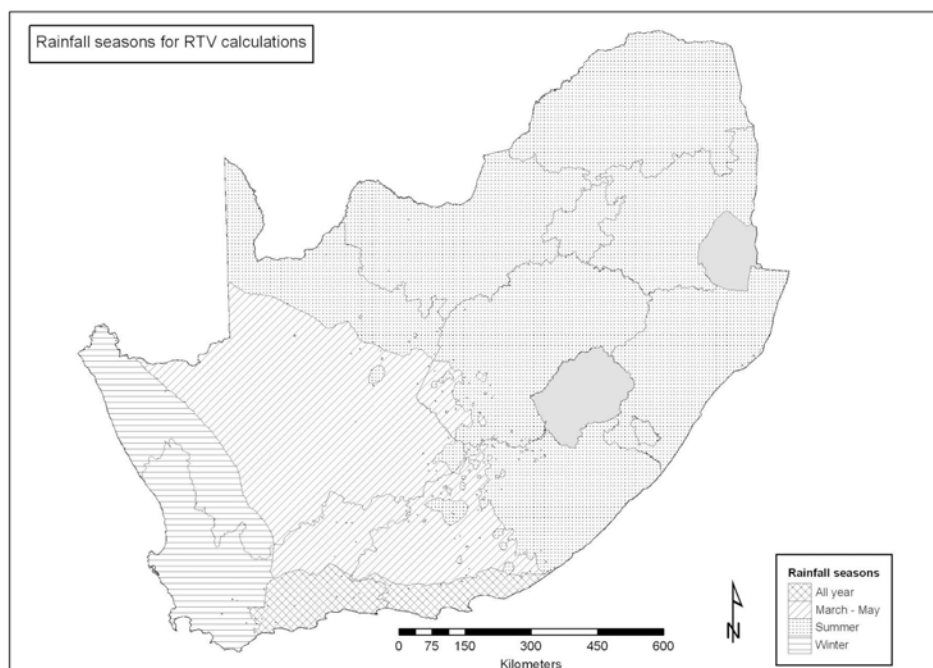 Rainfall seasons for RTV calculations
Rainfall seasons
All year
March - May
Summer
Winter
N
0 75 150 300 450 600
Kilometers